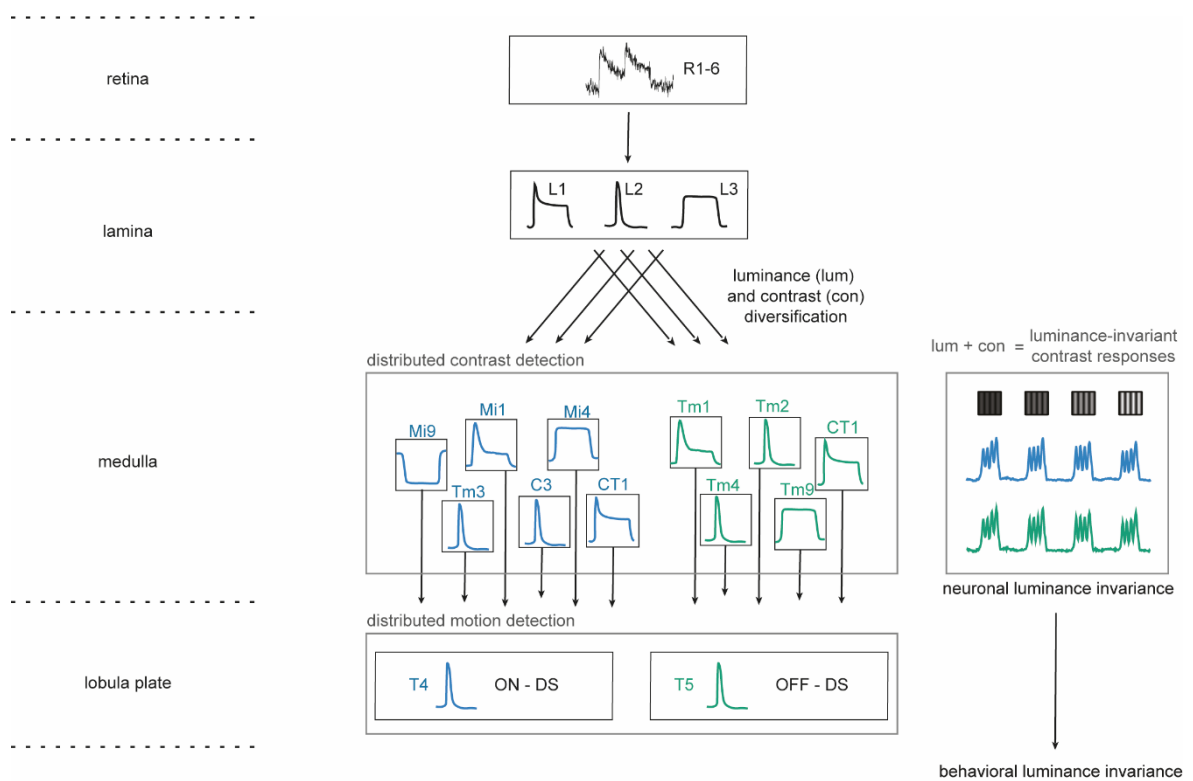 retina
R1-6
lamina
L1
L2
L3
luminance (lum)
and contrast (con)
diversification
medulla
distributed contrast detection
Mi9
Mi1
Mi4
Tm3
C3
CT1
Tm1
Tm2
CT1
Tm4
Tm9
lum + con = luminance-invariant
contrast responses
neuronal luminance invariance
lobula plate
distributed motion detection
T4
ON - DS
T5
OFF - DS
behavioral luminance invariance